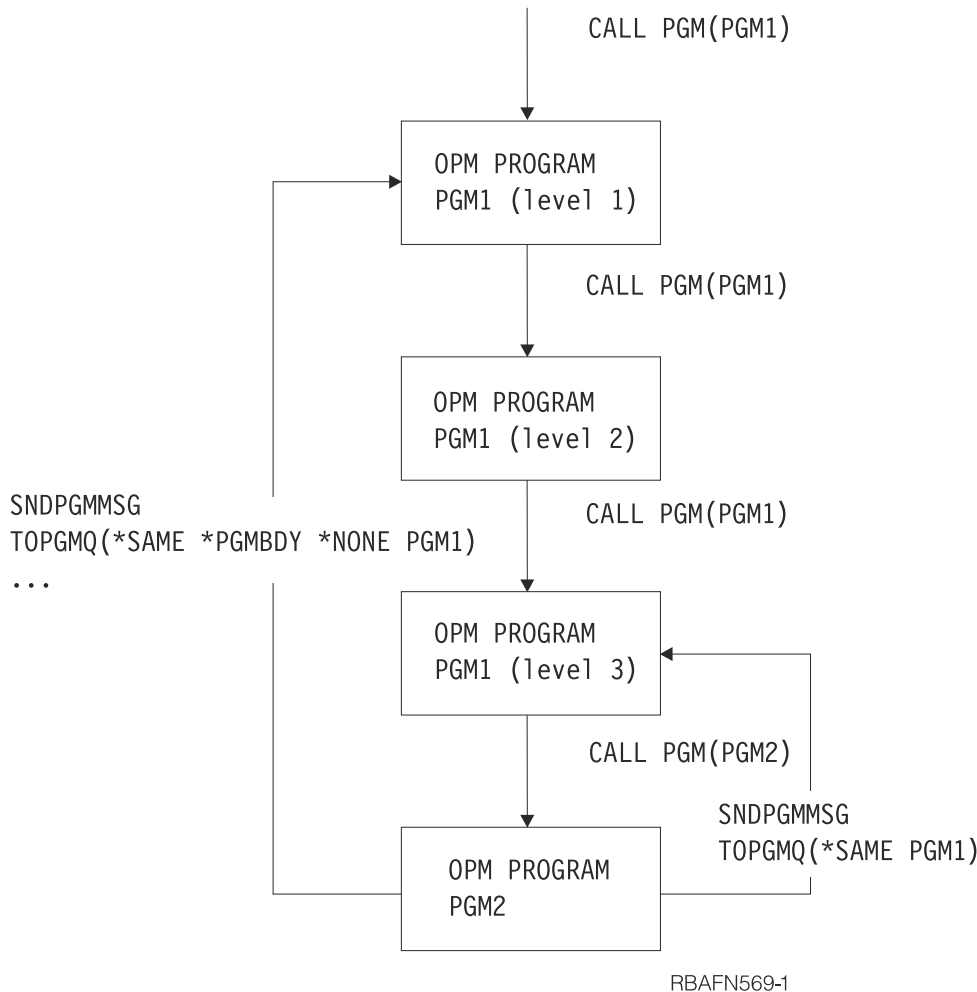 CALL PGM(PGM1)
OPM PROGRAM
PGM1 (level 1)
CALL PGM(PGM1)
OPM PROGRAM
PGM1 (level 2)
SNDPGMMSG
TOPGMQ(*SAME *PGMBDY *NONE PGM1)
...
CALL PGM(PGM1)
OPM PROGRAM
PGM1 (level 3)
CALL PGM(PGM2)
SNDPGMMSG
TOPGMQ(*SAME PGM1)
OPM PROGRAM
PGM2
RBAFN569-1